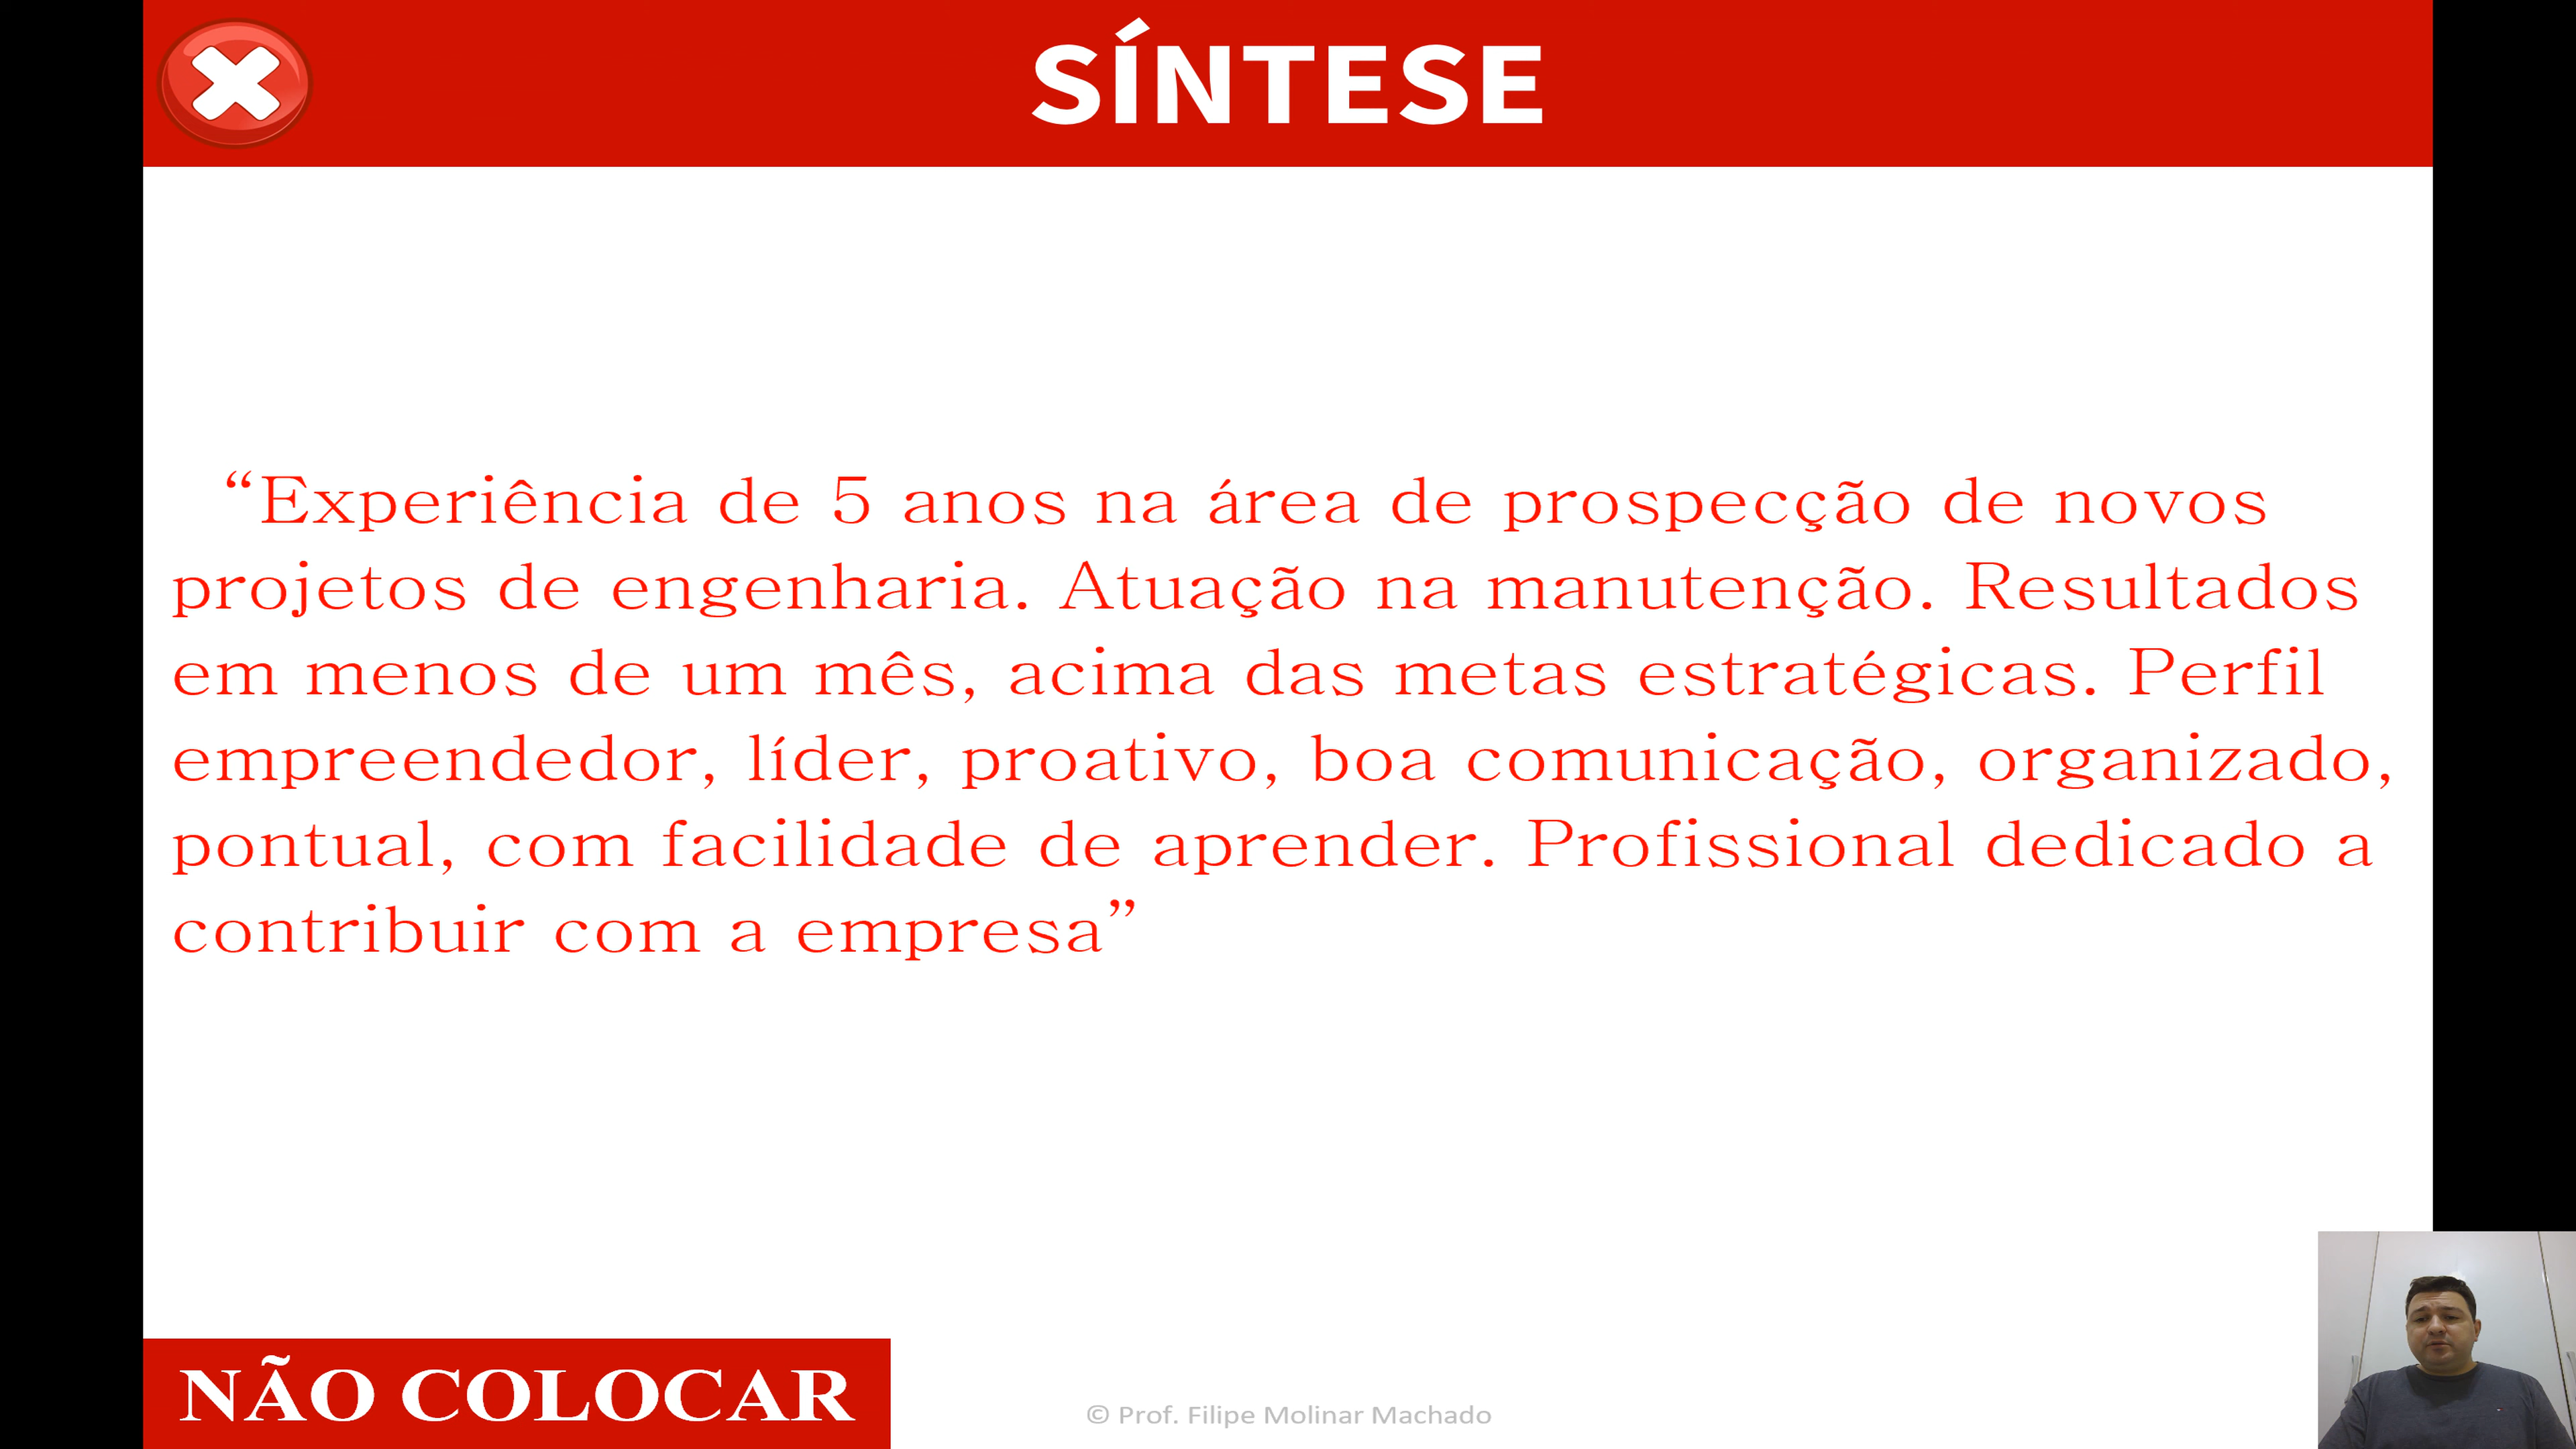 SÍNTESE
“Experiência de 5 anos na área de prospecção de novos
projetos de engenharia. Atuação na manutenção. Resultados
em menos de um mês, acima das metas estratégicas. Perfil
empreendedor, líder, proativo, boa comunicação, organizado,
pontual, com facilidade de aprender. Profissional dedicado a
contribuir com a empresa”
NÃO COLOCAR
© Prof. Filipe Molinar Machado